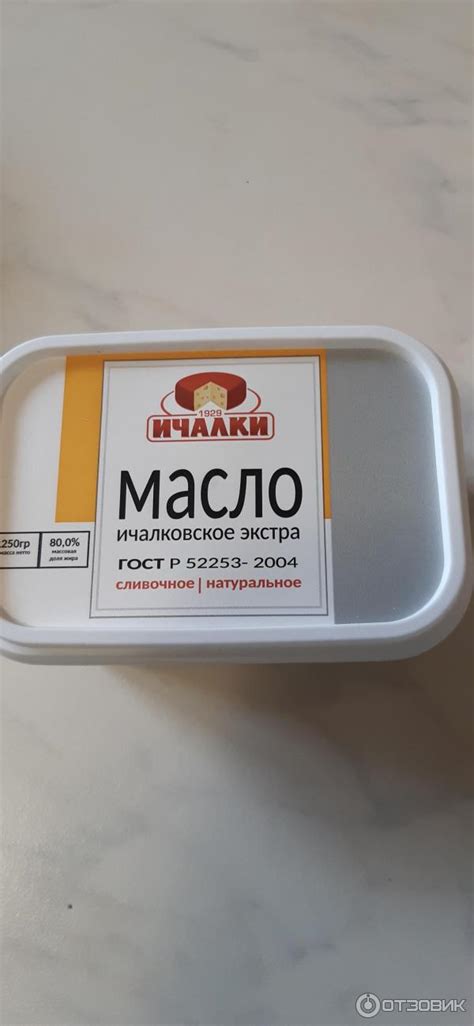 1929
ИЧАЛКИ
масло
ичалковское экстра
ГОСТ Р 52253- 2004
сливочное | натуральное
250гр
масса нетто
80,0%
массовая
доля жира
ОТЗОВИК